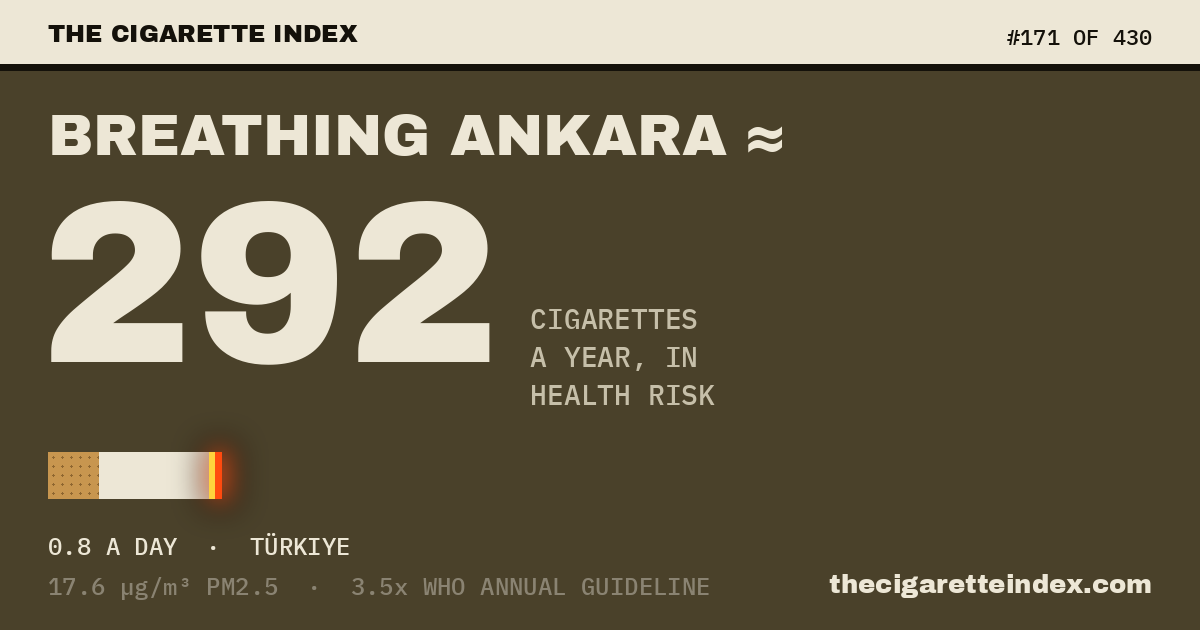 THE CIGARETTE INDEX
#171 OF 430
BREATHING ANKARA ≈
292
CIGARETTES
A YEAR, IN
HEALTH RISK
0.8 A DAY · TÜRKIYE
17.6 µg/m³ PM2.5 · 3.5x WHO ANNUAL GUIDELINE
thecigaretteindex.com